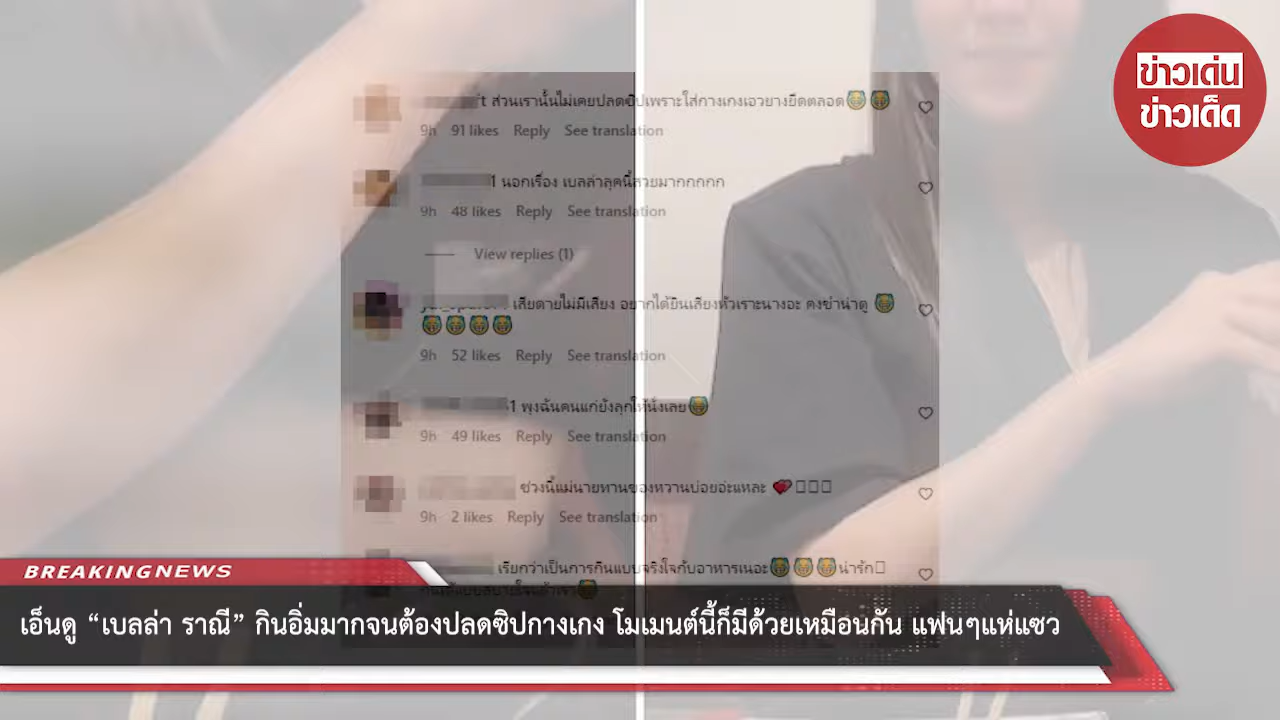 ข่าวเด่น
ข่าวเด็ด
t ส่วนเรานั้นไม่เคยปลดซิปเพราะใส่กางเกงเอวยางยืดตลอด
9h 91 likes Reply See translation
1 นอกเรื่อง เบลล่าลุคนี้สวยมากกกกก
9h 48 likes Reply See translation
View replies (1)
เสียดายไม่มีเสียง อยากได้ยินเสียงหัวเราะนางอะ คงขำน่าดู
9h 52 likes Reply See translation
1 พุงฉันคนแก่ยังลุกให้นั่งเลย
9h 49 likes Reply See translation
ช่วงนี้แม่นายทานของหวานบ่อยอ่ะแหละ
9h 2 likes Reply See translation
เรียกว่าเป็นการกินแบบจริงใจกับอาหารเนอะ น่ารัก
BREAKINGNEWS
เอ็นดู “เบลล่า ราณี” กินอิ่มมากจนต้องปลดซิปกางเกง โมเมนต์นี้ก็มีด้วยเหมือนกัน แฟนๆแห่แซว